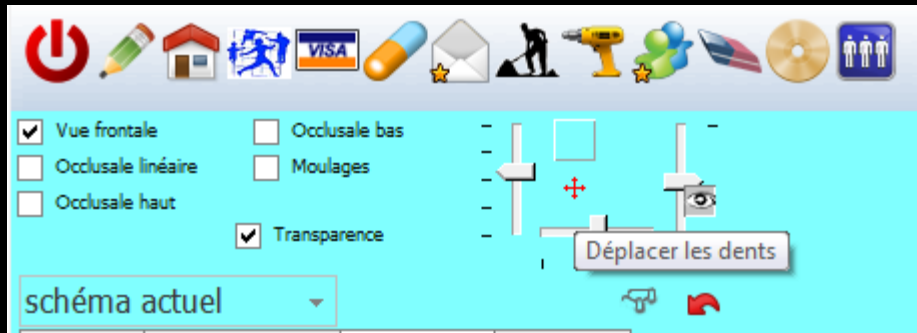 VISA
Vue frontale
Occlusale bas
Occlusale linéaire
Moulages
Occlusale haut
Transparence
Déplacer les dents
schéma actuel